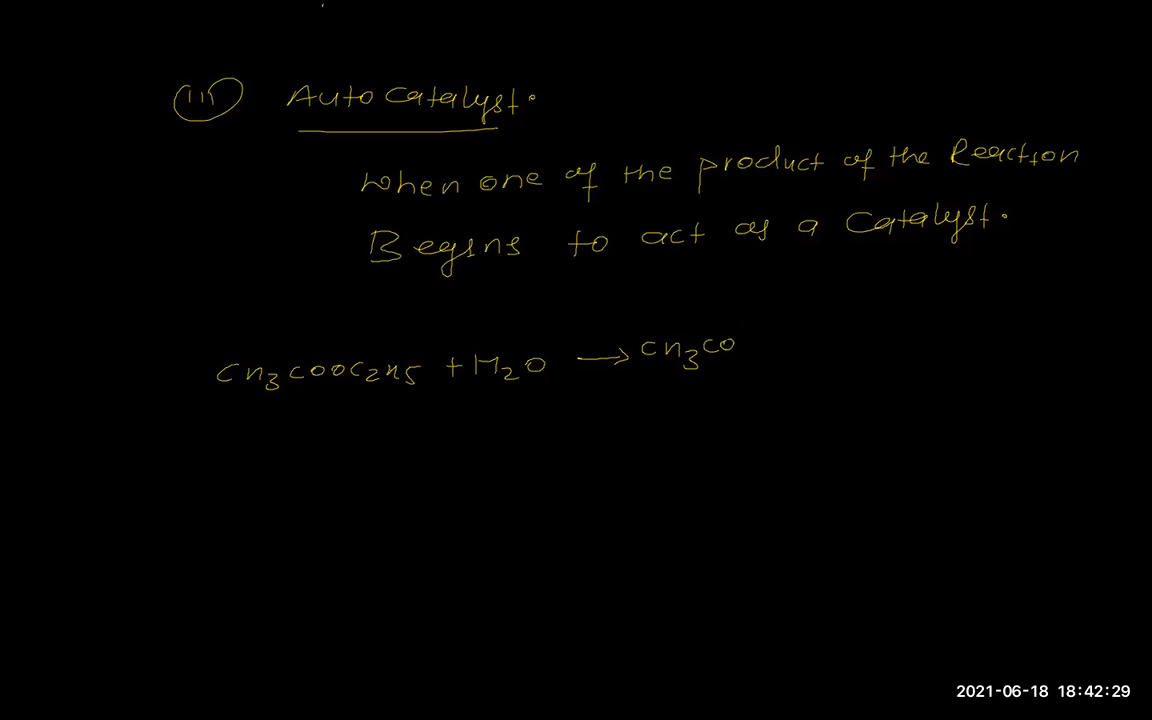 (iii) Auto Catalyst.
When one of the product of the Reaction
Begins to act as a Catalyst.
CH3COOC2H5 + H2O → CH3CO
2021-06-18 18:42:29